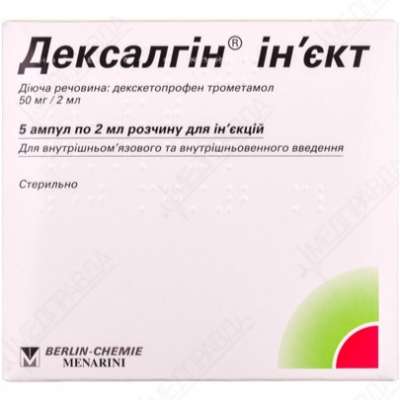 Дексалгін® ін'єкт
Діюча речовина: декскетопрофен трометамол
50 мг / 2 мл
5 ампул по 2 мл розчину для ін'єкцій
Для внутрішньом'язового та внутрішньовенного введення
Стерильно
BERLIN-CHEMIE
MENARINI
МЕДПРАВДА